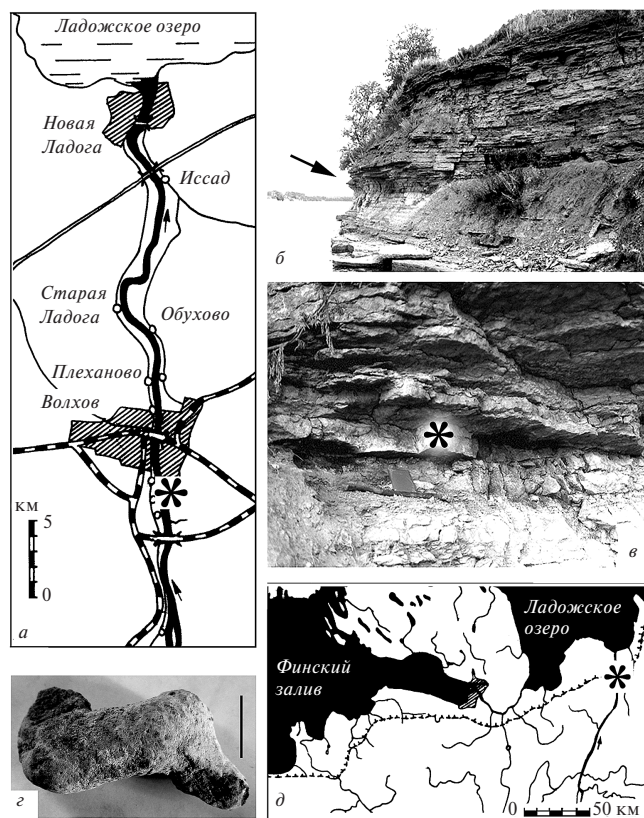 Ладожское озеро
Новая
Ладога
Иссад
Старая
Ладога
Обухово
Плеханово
Волхов
км
5
0
а
б
в
г
Ладожское
озеро
Финский
залив
д
0
50 км